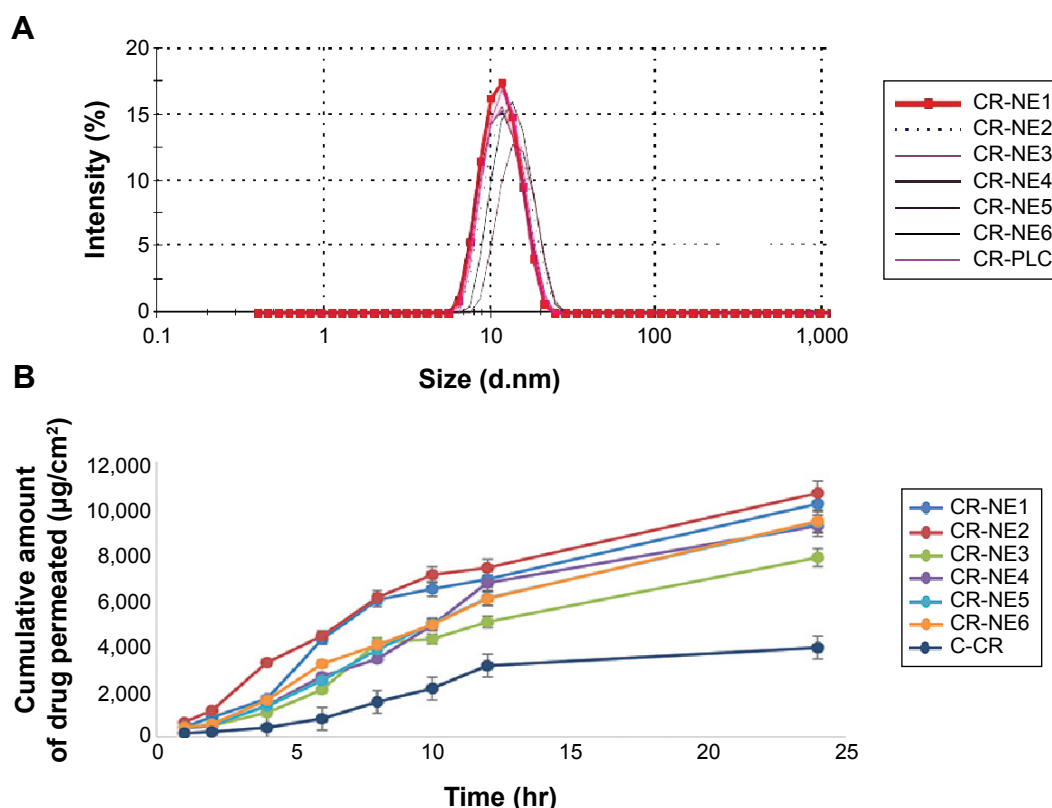 A
Intensity (%)
20
15
10
5
0
0.1
1
10
100
1,000
Size (d.nm)
CR-NE1
CR-NE2
CR-NE3
CR-NE4
CR-NE5
CR-NE6
CR-PLC
B
Cumulative amount
of drug permeated (µg/cm²)
12,000
10,000
8,000
6,000
4,000
2,000
0
0
5
10
15
20
25
Time (hr)
CR-NE1
CR-NE2
CR-NE3
CR-NE4
CR-NE5
CR-NE6
C-CR